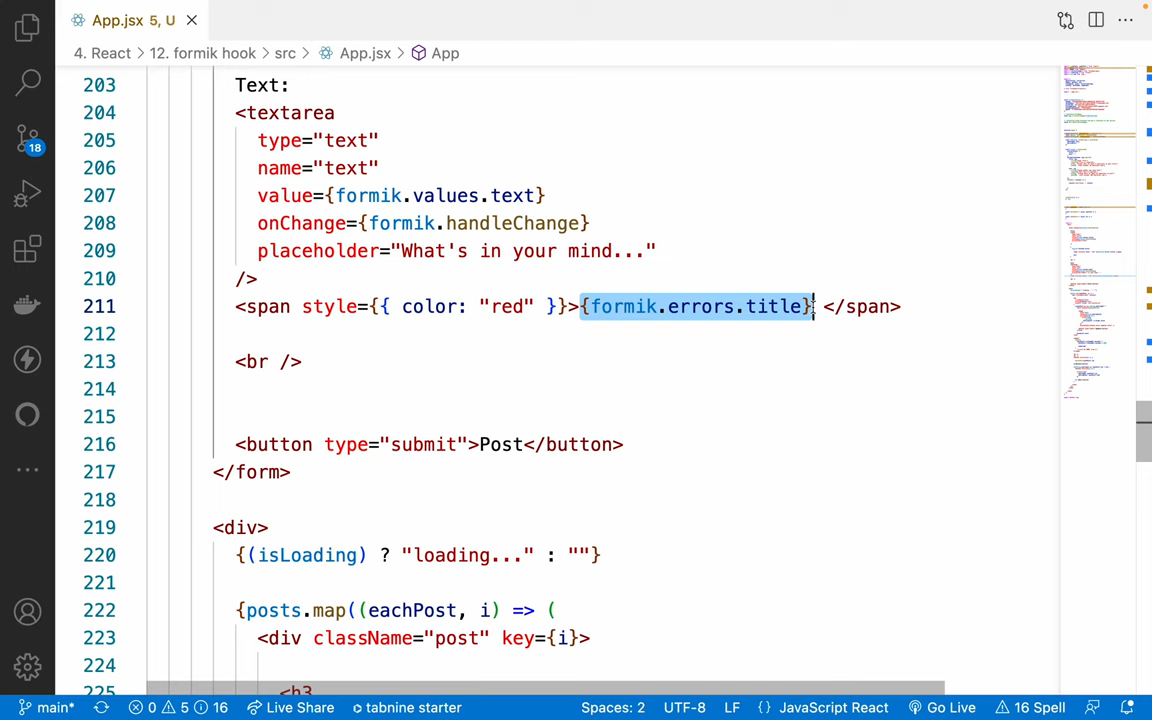 App.jsx 5, U
4. React > 12. formik hook > src > App.jsx > App
203 Text:
204 <textarea
205 type="text"
206 name="text"
207 value={formik.values.text}
208 onChange={formik.handleChange}
209 placeholder="What's in your mind..."
210 />
211 <span style={{ color: "red" }}>{formik.errors.title} </span>
212
213 <br />
214
215
216 <button type="submit">Post</button>
217 </form>
218
219 <div>
220 {(isLoading) ? "loading..." : ""}
221
222 {posts.map((eachPost, i) => (
223 <div className="post" key={i}>
224
225 <h3
18
main* 0 5 16 Live Share tabnine starter Spaces: 2 UTF-8 LF {} JavaScript React Go Live 16 Spell